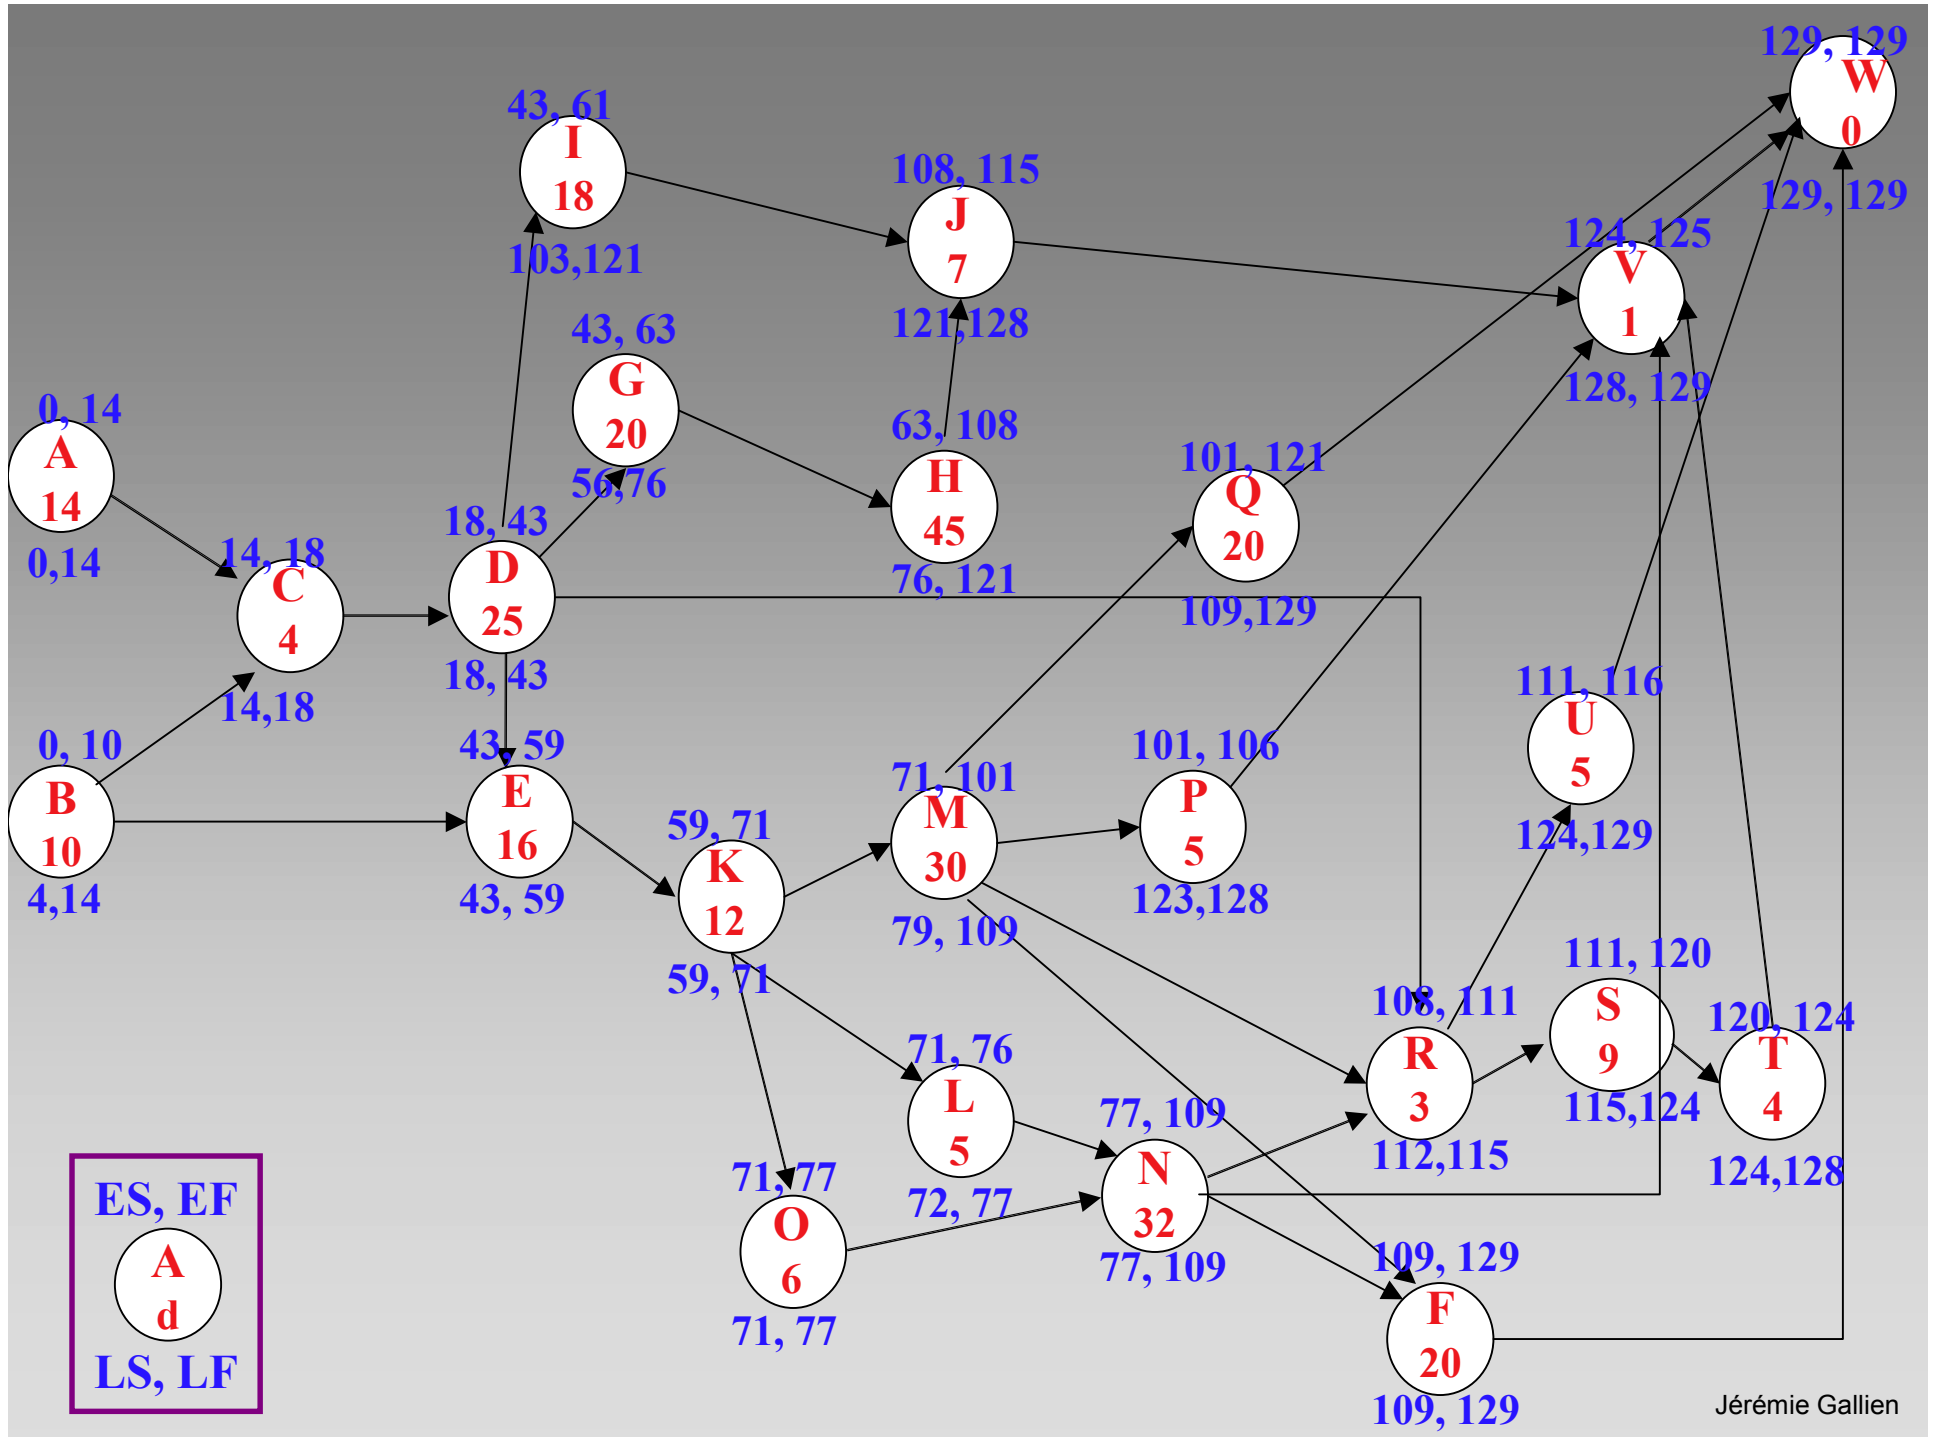 129, 129
W
0
129, 129
43, 61
I
18
103,121
108, 115
J
7
121,128
124, 125
V
1
128, 129
43, 63
G
20
56,76
0, 14
A
14
0,14
63, 108
H
45
76, 121
101, 121
Q
20
109,129
18, 43
D
25
18, 43
14, 18
C
4
14,18
0, 10
B
10
4,14
43, 59
E
16
43, 59
59, 71
K
12
59, 71
71, 101
M
30
79, 109
101, 106
P
5
123,128
111, 116
U
5
124,129
108, 111
R
3
112,115
111, 120
S
9
115,124
120, 124
T
4
124,128
71, 76
L
5
72, 77
77, 109
N
32
77, 109
71, 77
O
6
71, 77
109, 129
F
20
109, 129
ES, EF
A
d
LS, LF
Jérémie Gallien